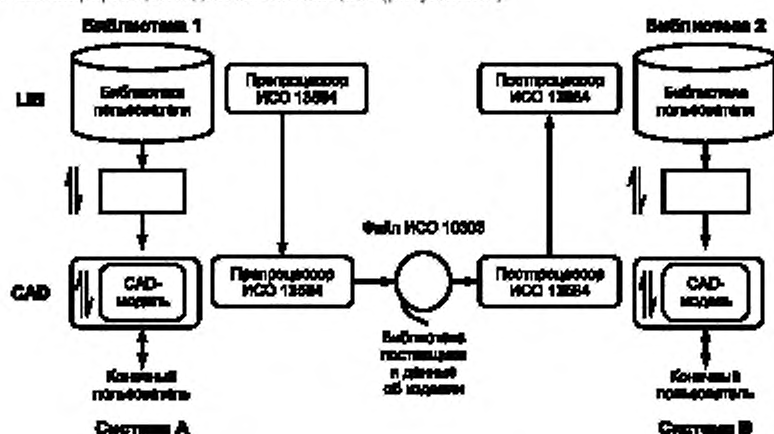 Библиотека 1
Библиотека 2
LIB
Библиотека
пользователя
Препроцессор
ИСО 13584
Постпроцессор
ИСО 13584
Библиотека
пользователя
Файл ИСО 10303
CAD
CAD-
модель
Препроцессор
ИСО 13584
Постпроцессор
ИСО 13584
CAD-
модель
Библиотека
поставщика
и данные
об изделии
Конечный
пользователь
Конечный
пользователь
Система A
Система B